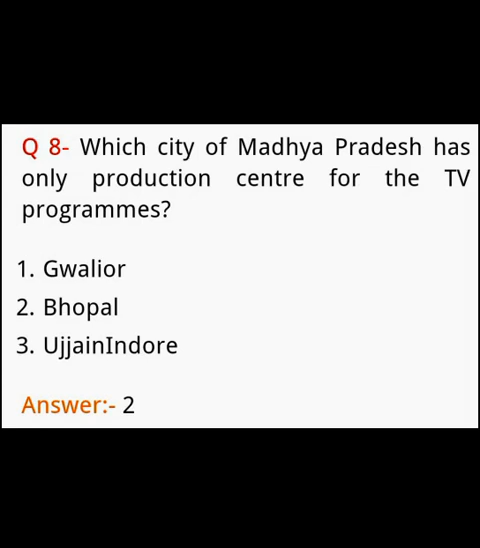 Q 8- Which city of Madhya Pradesh has
only production centre for the TV
programmes?
1. Gwalior
2. Bhopal
3. UjjainIndore
Answer:- 2